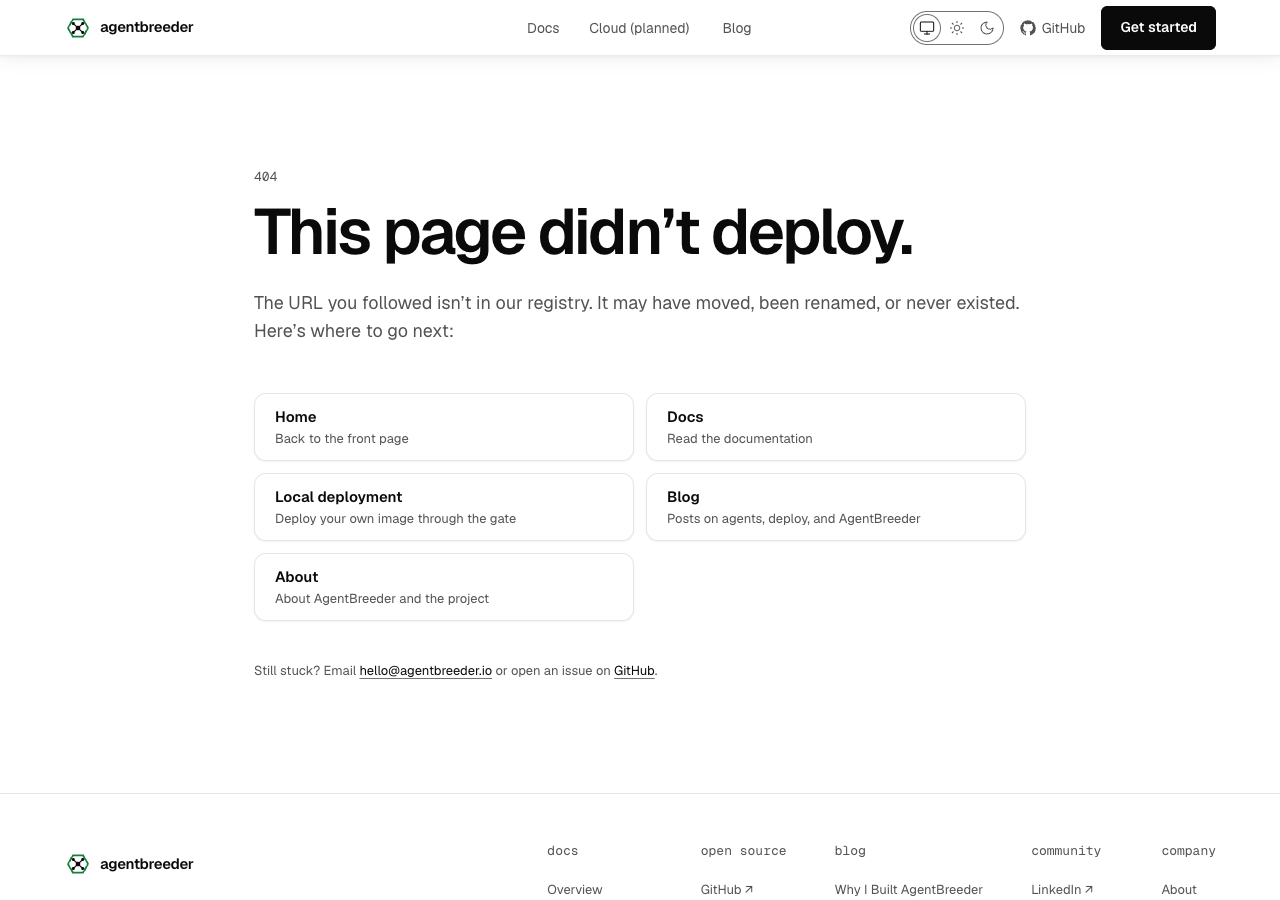 agentbreeder
Docs
Cloud (planned)
Blog
GitHub
Get started
404
This page didn’t deploy.
The URL you followed isn’t in our registry. It may have moved, been renamed, or never existed.
Here’s where to go next:
Home
Back to the front page
Docs
Read the documentation
Local deployment
Deploy your own image through the gate
Blog
Posts on agents, deploy, and AgentBreeder
About
About AgentBreeder and the project
Still stuck? Email hello@agentbreeder.io or open an issue on GitHub.
agentbreeder
docs
Overview
open source
GitHub ↗
blog
Why I Built AgentBreeder
community
LinkedIn ↗
company
About